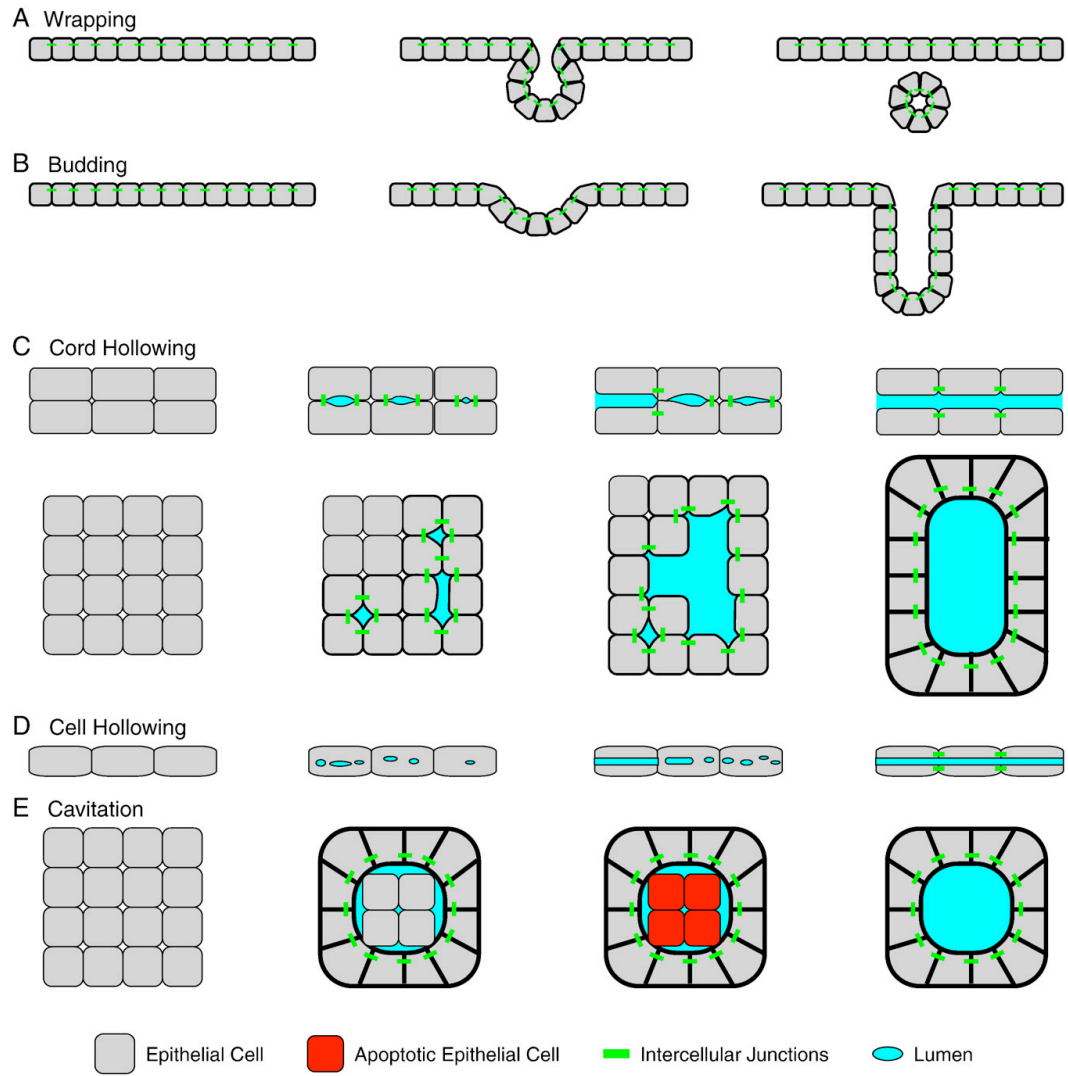 A Wrapping
B Budding
C Cord Hollowing
D Cell Hollowing
E Cavitation
Epithelial Cell Apoptotic Epithelial Cell Intercellular Junctions Lumen